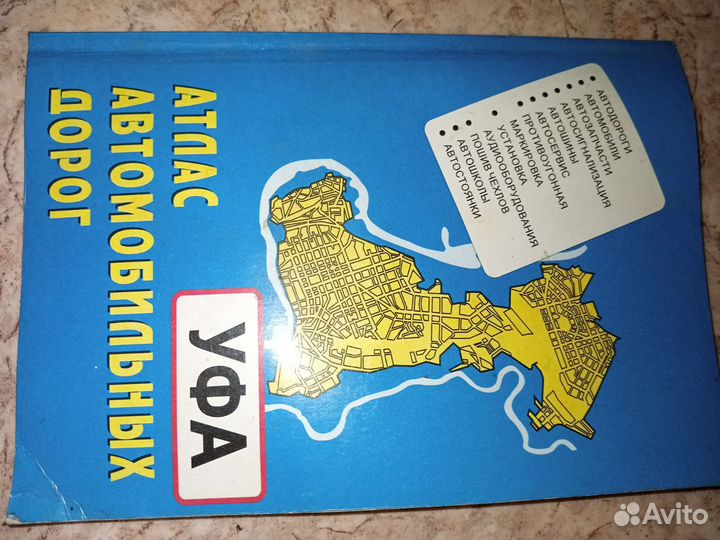 АВТОДОРОГИ
АВТОМОБИЛИ
АВТОЗАПЧАСТИ
АВТОСИГНАЛИЗАЦИЯ
АВТОШИНЫ
АВТОСЕРВИС
ПРОТИВОУГОННАЯ
МАРКИРОВКА
УСТАНОВКА
АУДИООБОРУДОВАНИЯ
ПОШИВ ЧЕХЛОВ
АВТОШКОЛЫ
АВТОСТОЯНКИ
УФА
АТЛАС
АВТОМОБИЛЬНЫХ
ДОРОГ
Avito